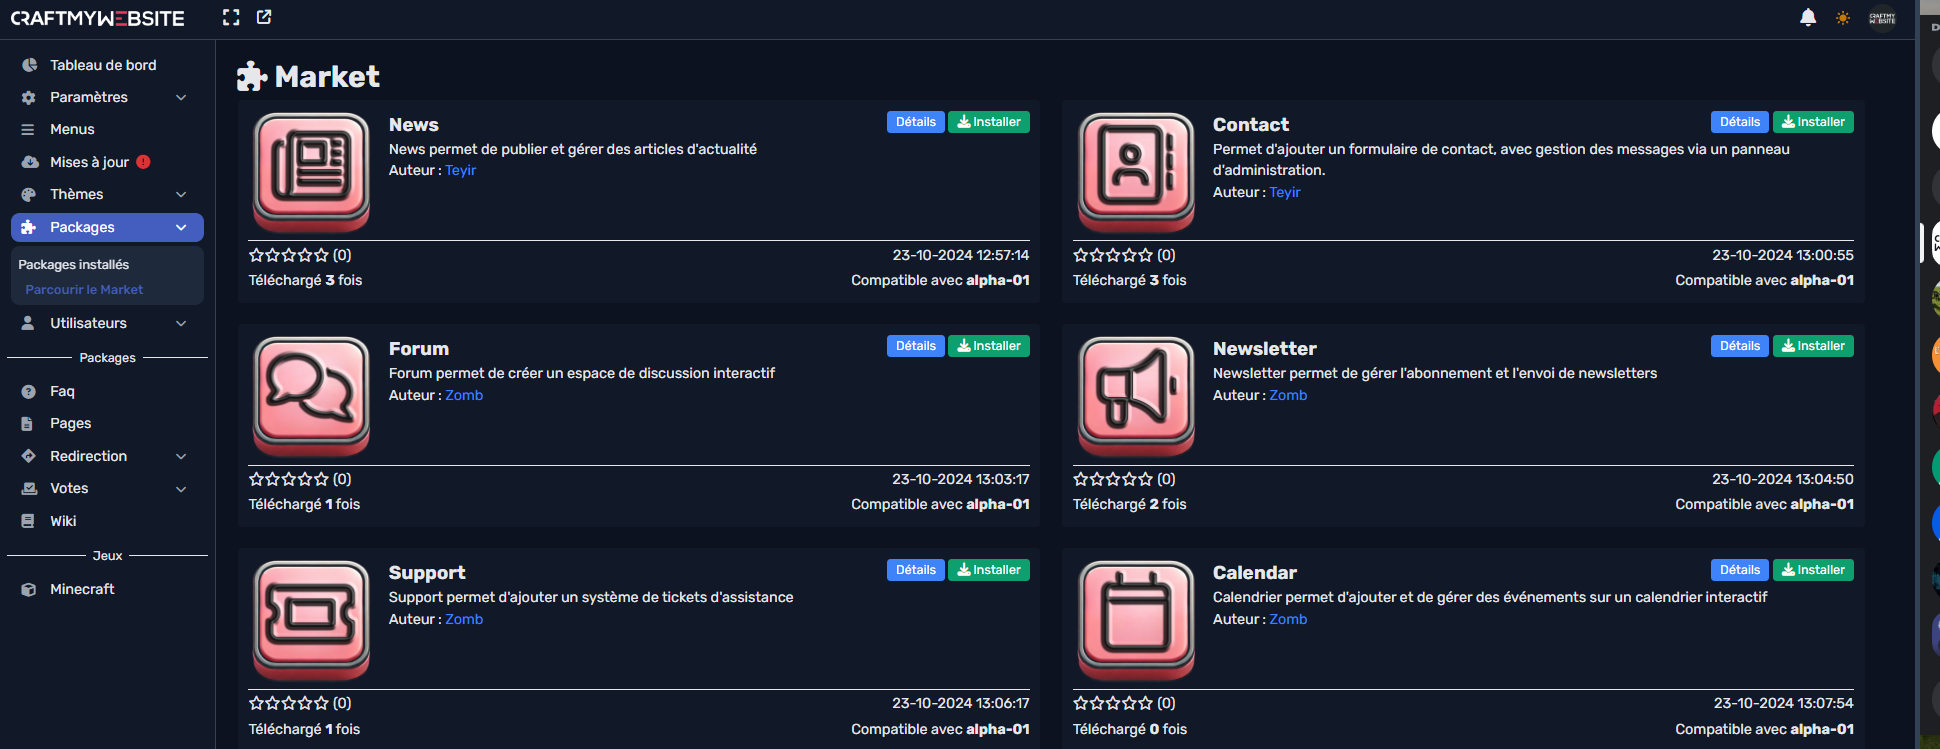 CRAFTMYWEBSITE
CRAFTMY
WEBSITE
Tableau de bord
Paramètres
Menus
Mises à jour
Thèmes
Packages
Packages installés
Parcourir le Market
Utilisateurs
Packages
Faq
Pages
Redirection
Votes
Wiki
Jeux
Minecraft
Market
News
Détails
Installer
News permet de publier et gérer des articles d'actualité
Auteur : Teyir
(0)
23-10-2024 12:57:14
Téléchargé 3 fois
Compatible avec alpha-01
Contact
Détails
Installer
Permet d'ajouter un formulaire de contact, avec gestion des messages via un panneau
d'administration.
Auteur : Teyir
(0)
23-10-2024 13:00:55
Téléchargé 3 fois
Compatible avec alpha-01
Forum
Détails
Installer
Forum permet de créer un espace de discussion interactif
Auteur : Zomb
(0)
23-10-2024 13:03:17
Téléchargé 1 fois
Compatible avec alpha-01
Newsletter
Détails
Installer
Newsletter permet de gérer l'abonnement et l'envoi de newsletters
Auteur : Zomb
(0)
23-10-2024 13:04:50
Téléchargé 2 fois
Compatible avec alpha-01
Support
Détails
Installer
Support permet d'ajouter un système de tickets d'assistance
Auteur : Zomb
(0)
23-10-2024 13:06:17
Téléchargé 1 fois
Compatible avec alpha-01
Calendar
Détails
Installer
Calendrier permet d'ajouter et de gérer des événements sur un calendrier interactif
Auteur : Zomb
(0)
23-10-2024 13:07:54
Téléchargé 0 fois
Compatible avec alpha-01